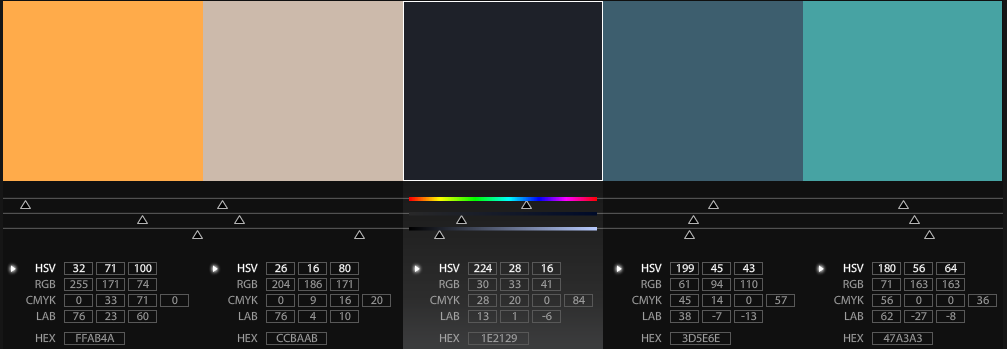 HSV 32 71 100
RGB 255 171 74
CMYK 0 33 71 0
LAB 76 23 60
HEX FFAB4A
HSV 26 16 80
RGB 204 186 171
CMYK 0 9 16 20
LAB 76 4 10
HEX CCBAAB
HSV 224 28 16
RGB 30 33 41
CMYK 28 20 0 84
LAB 13 1 -6
HEX 1E2129
HSV 199 45 43
RGB 61 94 110
CMYK 45 14 0 57
LAB 38 -7 -13
HEX 3D5E6E
HSV 180 56 64
RGB 71 163 163
CMYK 56 0 0 36
LAB 62 -27 -8
HEX 47A3A3